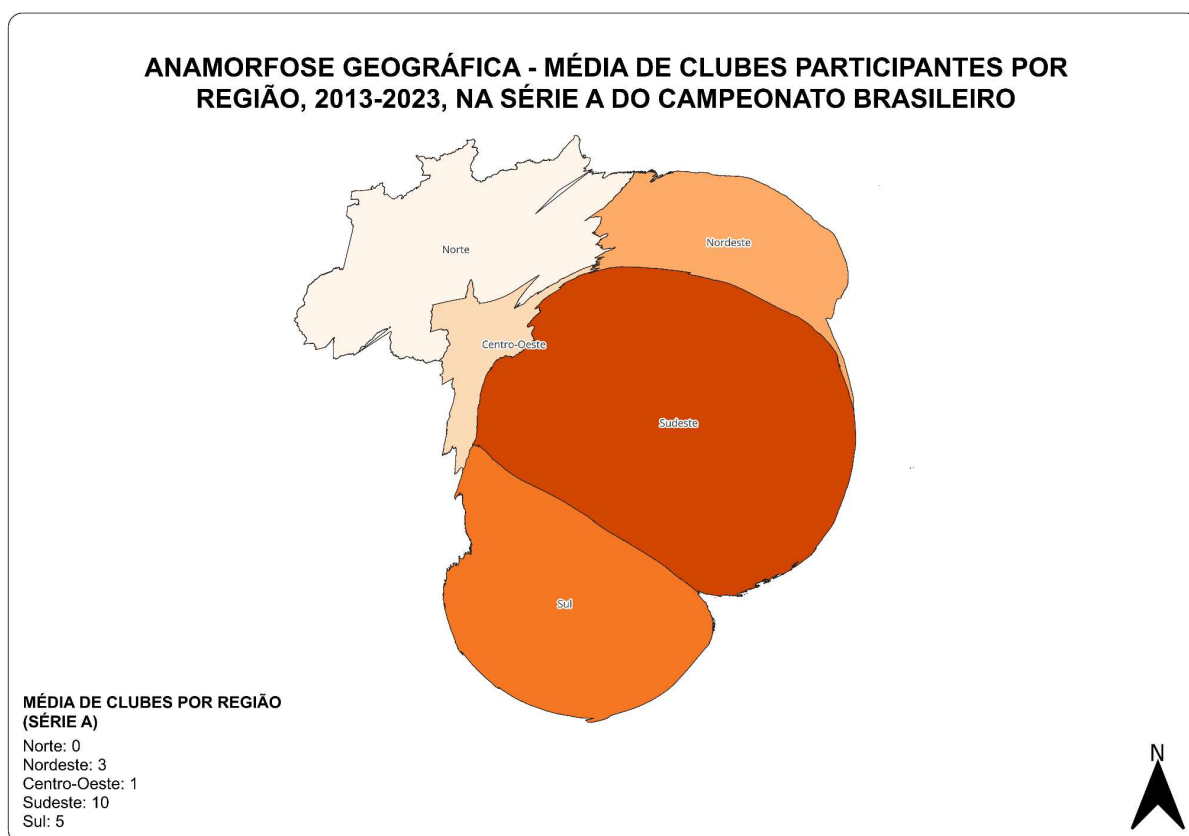 ANAMORFOSE GEOGRÁFICA - MÉDIA DE CLUBES PARTICIPANTES POR
REGIÃO, 2013-2023, NA SÉRIE A DO CAMPEONATO BRASILEIRO
Norte
Nordeste
Centro-Oeste
Sudeste
Sul
MÉDIA DE CLUBES POR REGIÃO
(SÉRIE A)
Norte: 0
Nordeste: 3
Centro-Oeste: 1
Sudeste: 10
Sul: 5
N